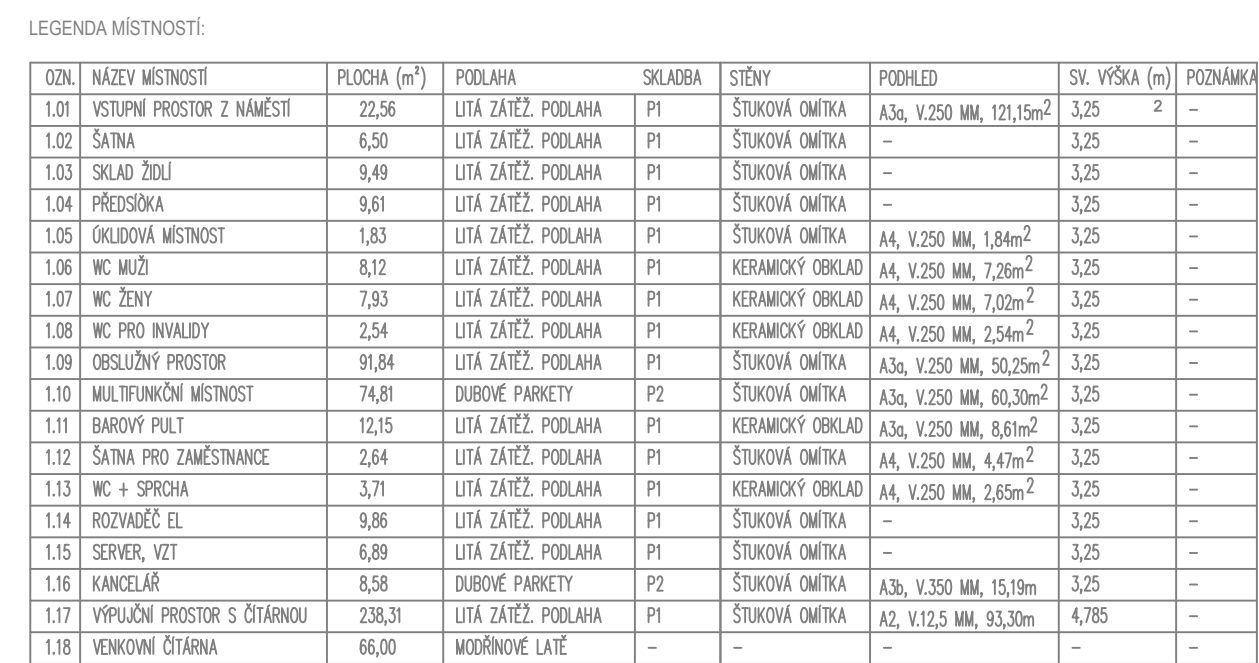 LEGENDA MÍSTNOSTÍ:
OZN. NÁZEV MÍSTNOSTÍ PLOCHA (m²) PODLAHA SKLADBA STĚNY PODHLED SV. VÝŠKA (m) POZNÁMKA
1.01 VSTUPNÍ PROSTOR Z NÁMĚSTÍ 22,56 LITÁ ZÁTĚŽ. PODLAHA P1 ŠTUKOVÁ OMÍTKA A3a, V.250 MM, 121,15m2 3,25 2 –
1.02 ŠATNA 6,50 LITÁ ZÁTĚŽ. PODLAHA P1 ŠTUKOVÁ OMÍTKA – 3,25 –
1.03 SKLAD ŽIDLÍ 9,49 LITÁ ZÁTĚŽ. PODLAHA P1 ŠTUKOVÁ OMÍTKA – 3,25 –
1.04 PŘEDSÍÒKA 9,61 LITÁ ZÁTĚŽ. PODLAHA P1 ŠTUKOVÁ OMÍTKA – 3,25 –
1.05 ÚKLIDOVÁ MÍSTNOST 1,83 LITÁ ZÁTĚŽ. PODLAHA P1 ŠTUKOVÁ OMÍTKA A4, V.250 MM, 1,84m2 3,25 –
1.06 WC MUŽI 8,12 LITÁ ZÁTĚŽ. PODLAHA P1 KERAMICKÝ OBKLAD A4, V.250 MM, 7,26m2 3,25 –
1.07 WC ŽENY 7,93 LITÁ ZÁTĚŽ. PODLAHA P1 KERAMICKÝ OBKLAD A4, V.250 MM, 7,02m2 3,25 –
1.08 WC PRO INVALIDY 2,54 LITÁ ZÁTĚŽ. PODLAHA P1 KERAMICKÝ OBKLAD A4, V.250 MM, 2,54m2 3,25 –
1.09 OBSLUŽNÝ PROSTOR 91,84 LITÁ ZÁTĚŽ. PODLAHA P1 ŠTUKOVÁ OMÍTKA A3a, V.250 MM, 50,25m2 3,25 –
1.10 MULTIFUNKČNÍ MÍSTNOST 74,81 DUBOVÉ PARKETY P2 ŠTUKOVÁ OMÍTKA A3a, V.250 MM, 60,30m2 3,25 –
1.11 BAROVÝ PULT 12,15 LITÁ ZÁTĚŽ. PODLAHA P1 KERAMICKÝ OBKLAD A3a, V.250 MM, 8,61m2 3,25 –
1.12 ŠATNA PRO ZAMĚSTNANCE 2,64 LITÁ ZÁTĚŽ. PODLAHA P1 ŠTUKOVÁ OMÍTKA A4, V.250 MM, 4,47m2 3,25 –
1.13 WC + SPRCHA 3,71 LITÁ ZÁTĚŽ. PODLAHA P1 KERAMICKÝ OBKLAD A4, V.250 MM, 2,65m2 3,25 –
1.14 ROZVADĚČ EL 9,86 LITÁ ZÁTĚŽ. PODLAHA P1 ŠTUKOVÁ OMÍTKA – 3,25 –
1.15 SERVER, VZT 6,89 LITÁ ZÁTĚŽ. PODLAHA P1 ŠTUKOVÁ OMÍTKA – 3,25 –
1.16 KANCELÁŘ 8,58 DUBOVÉ PARKETY P2 ŠTUKOVÁ OMÍTKA A3b, V.350 MM, 15,19m 3,25 –
1.17 VÝPUJČNÍ PROSTOR S ČÍTÁRNOU 238,31 LITÁ ZÁTĚŽ. PODLAHA P1 ŠTUKOVÁ OMÍTKA A2, V.12,5 MM, 93,30m 4,785 –
1.18 VENKOVNÍ ČÍTÁRNA 66,00 MODŘÍNOVÉ LATĚ – – – – –